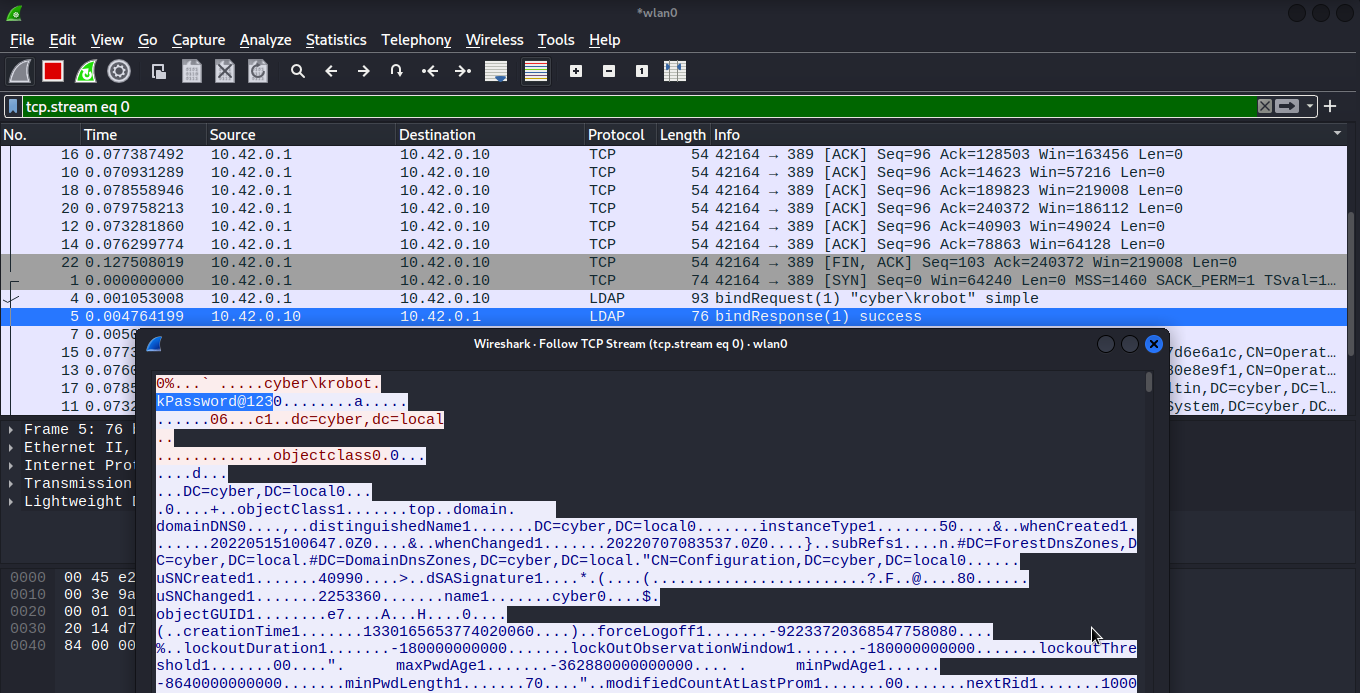 *wlan0
File Edit View Go Capture Analyze Statistics Telephony Wireless Tools Help
tcp.stream eq 0
No. Time Source Destination Protocol Length Info
16 0.077387492 10.42.0.1 10.42.0.10 TCP 54 42164 → 389 [ACK] Seq=96 Ack=128503 Win=163456 Len=0
10 0.070931289 10.42.0.1 10.42.0.10 TCP 54 42164 → 389 [ACK] Seq=96 Ack=14623 Win=57216 Len=0
18 0.078558946 10.42.0.1 10.42.0.10 TCP 54 42164 → 389 [ACK] Seq=96 Ack=189823 Win=219008 Len=0
20 0.079758213 10.42.0.1 10.42.0.10 TCP 54 42164 → 389 [ACK] Seq=96 Ack=240372 Win=186112 Len=0
12 0.073281860 10.42.0.1 10.42.0.10 TCP 54 42164 → 389 [ACK] Seq=96 Ack=40903 Win=49024 Len=0
14 0.076299774 10.42.0.1 10.42.0.10 TCP 54 42164 → 389 [ACK] Seq=96 Ack=78863 Win=64128 Len=0
22 0.127508019 10.42.0.1 10.42.0.10 TCP 54 42164 → 389 [FIN, ACK] Seq=103 Ack=240372 Win=219008 Len=0
1 0.000000000 10.42.0.1 10.42.0.10 TCP 74 42164 → 389 [SYN] Seq=0 Win=64240 Len=0 MSS=1460 SACK_PERM=1 TSval=1…
4 0.001053008 10.42.0.1 10.42.0.10 LDAP 93 bindRequest(1) "cyber\krobot" simple
5 0.004764199 10.42.0.10 10.42.0.1 LDAP 76 bindResponse(1) success
7 0.0050
15 0.0773 7d6e6a1c,CN=Operat…
13 0.0760 30e8e9f1,CN=Operat…
17 0.0785 ltin,DC=cyber,DC=l…
11 0.0732 System,DC=cyber,DC…
Frame 5: 76
Ethernet II,
Internet Pro
Transmission
Lightweight
0000 00 45 e2
0010 00 3e 9a
0020 00 01 01
0030 20 14 d7
0040 84 00 00
Wireshark · Follow TCP Stream (tcp.stream eq 0) · wlan0
0%...` .....cyber\krobot.
kPassword@1230........a.....
......06...c1..dc=cyber,dc=local
..
.............objectclass0.0...
....d...
...DC=cyber,DC=local0...
.0....+..objectClass1.......top..domain.
domainDNS0....,..distinguishedName1.......DC=cyber,DC=local0.......instanceType1.......50....&..whenCreated1.
......20220515100647.0Z0....&..whenChanged1.......20220707083537.0Z0....}..subRefs1....n.#DC=ForestDnsZones,D
C=cyber,DC=local.#DC=DomainDnsZones,DC=cyber,DC=local."CN=Configuration,DC=cyber,DC=local0......
uSNCreated1.......40990....>..dSASignature1....*.(....(........................?.F..@....80......
uSNChanged1.......2253360.......name1.......cyber0....$.
objectGUID1........e7....A...H....0....
(..creationTime1.......1330165653774020060....)..forceLogoff1.......-92233720368547758080....
%..lockoutDuration1.......-180000000000.......lockOutObservationWindow1.......-180000000000.......lockoutThre
shold1.......00....". maxPwdAge1.......-362880000000000.... . minPwdAge1......
-8640000000000.......minPwdLength1.......70...."..modifiedCountAtLastProm1.......00.......nextRid1.......1000